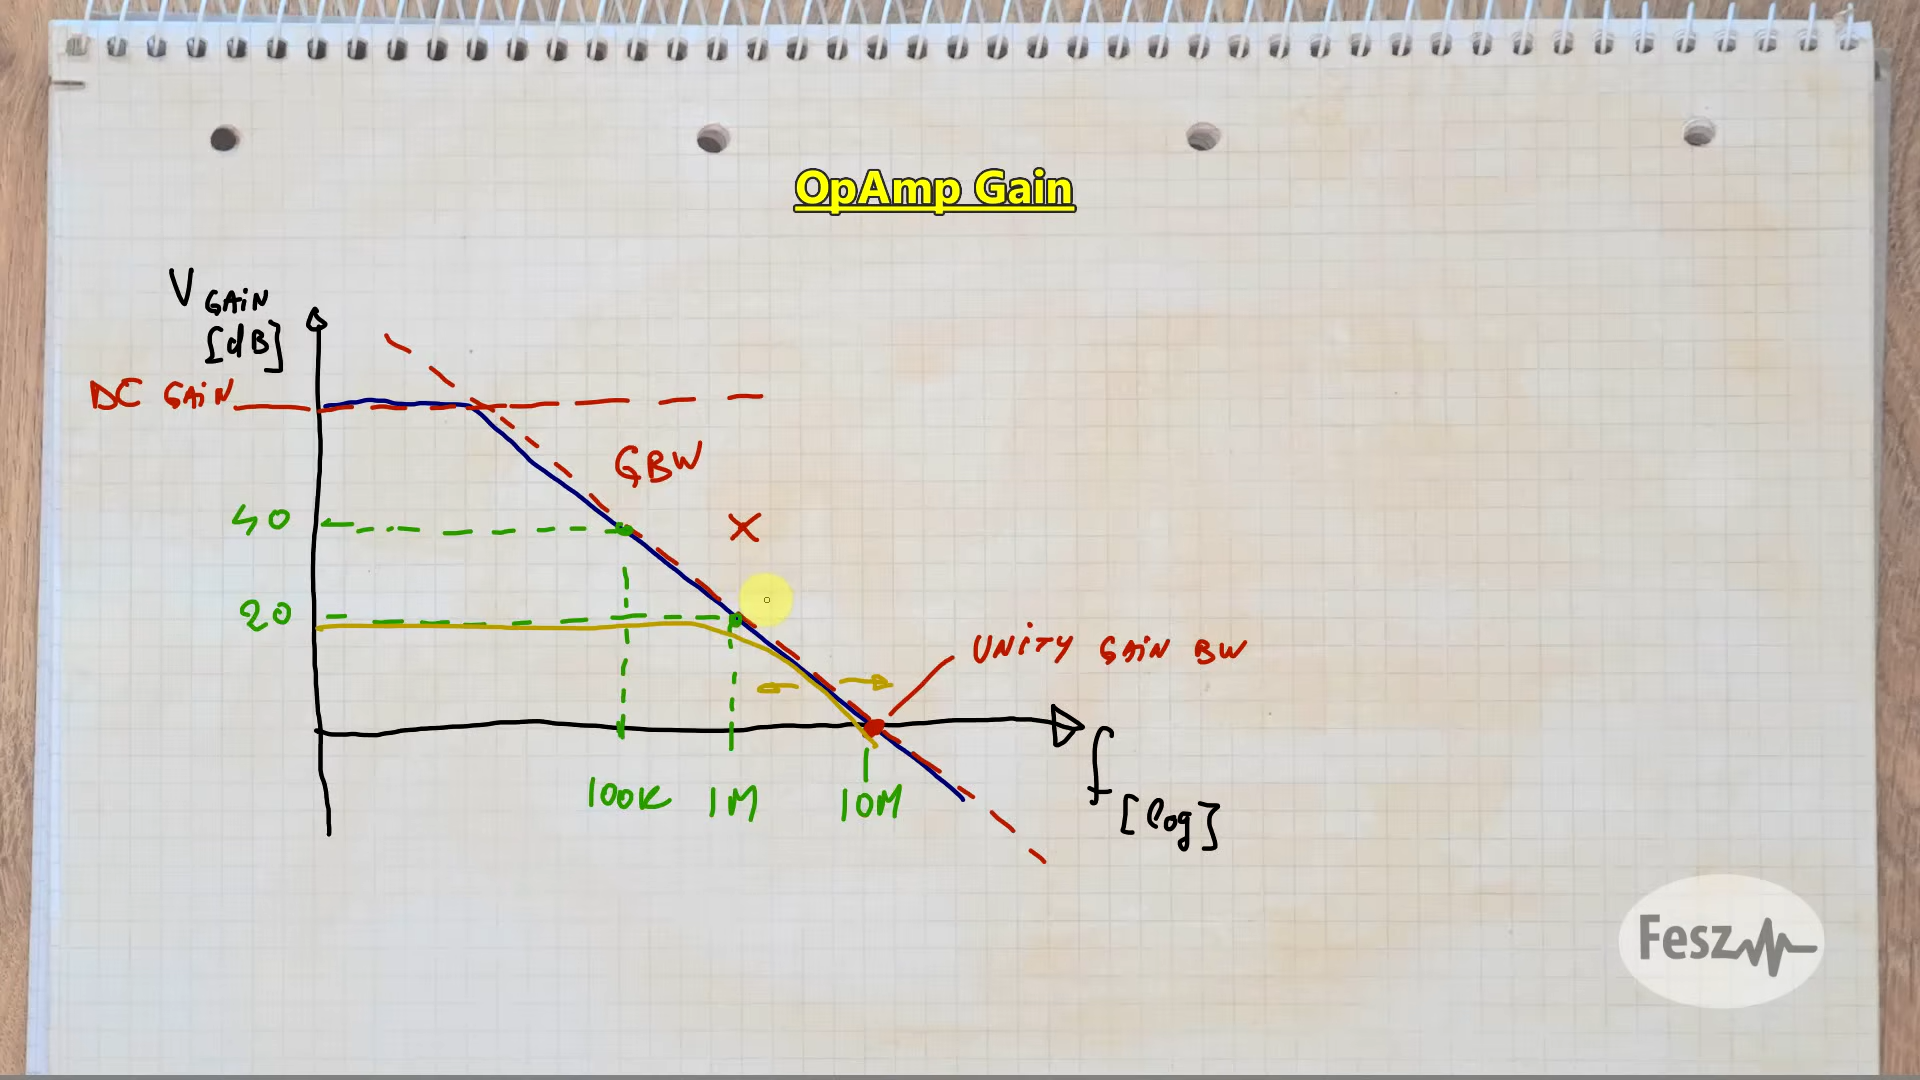 OpAmp Gain
V GAIN
[dB]
DC GAIN
GBW
40
X
20
UNITY GAIN BW
100K 1M 10M
f
[log]
Fesz